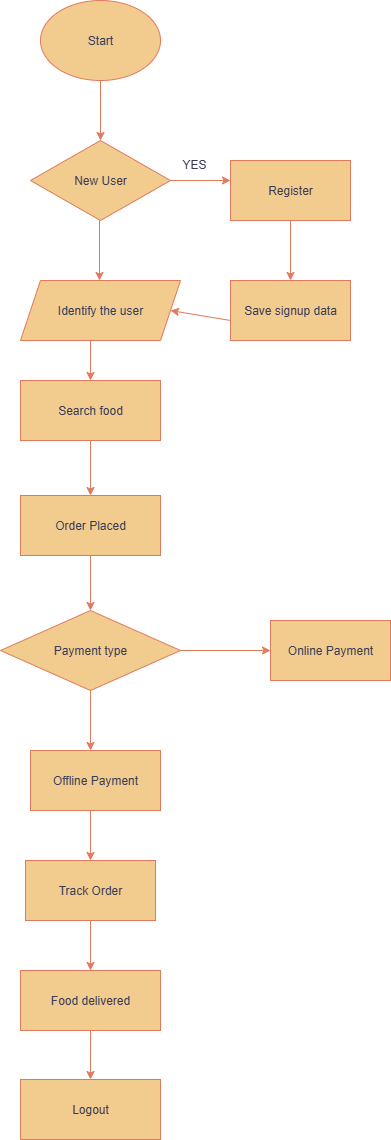 Start
New User
YES
Register
Identify the user
Save signup data
Search food
Order Placed
Payment type
Online Payment
Offline Payment
Track Order
Food delivered
Logout